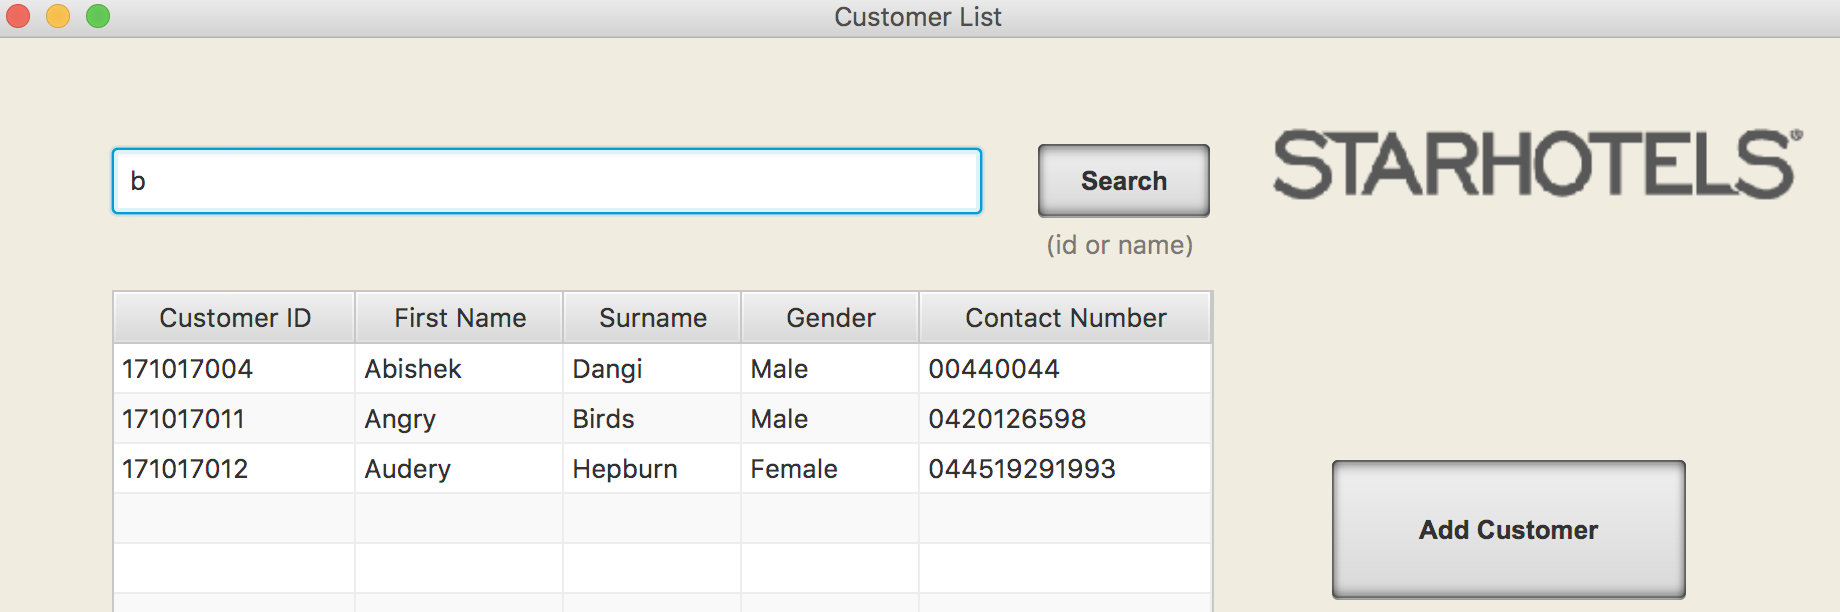 Customer List
b
Search
STARHOTELS®
(id or name)
Customer ID First Name Surname Gender Contact Number
171017004 Abishek Dangi Male 00440044
171017011 Angry Birds Male 0420126598
171017012 Audery Hepburn Female 044519291993
Add Customer